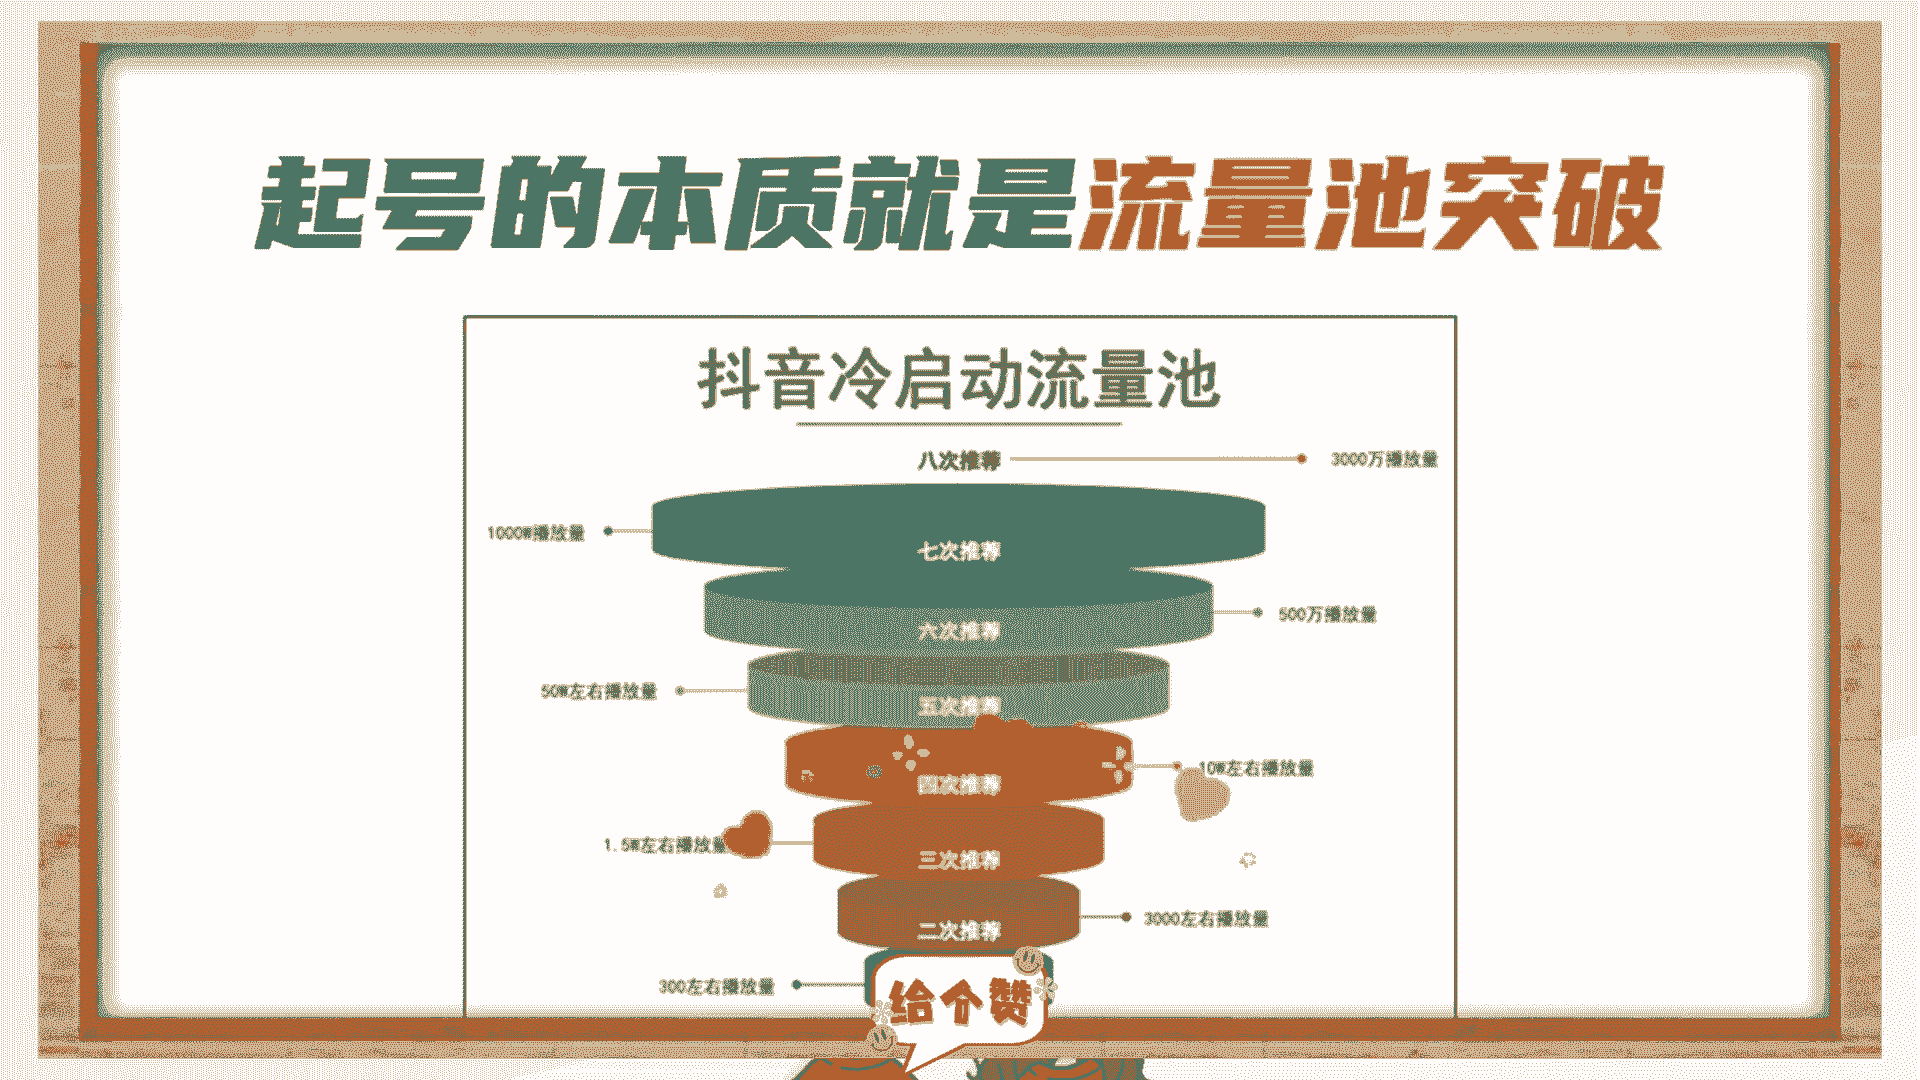 起号的本质就是流量池突破
抖音冷启动流量池
八次推荐
3000万播放量
1000W播放量
七次推荐
500万播放量
六次推荐
50W左右播放量
五次推荐
10W左右播放量
四次推荐
1.5W左右播放量
三次推荐
3000左右播放量
二次推荐
300左右播放量
给个赞